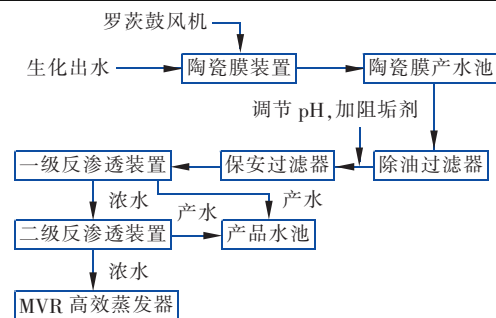 罗茨鼓风机
生化出水
陶瓷膜装置
陶瓷膜产水池
调节 pH,加阻垢剂
一级反渗透装置
保安过滤器
除油过滤器
浓水
产水
产水
二级反渗透装置
产品水池
浓水
MVR 高效蒸发器